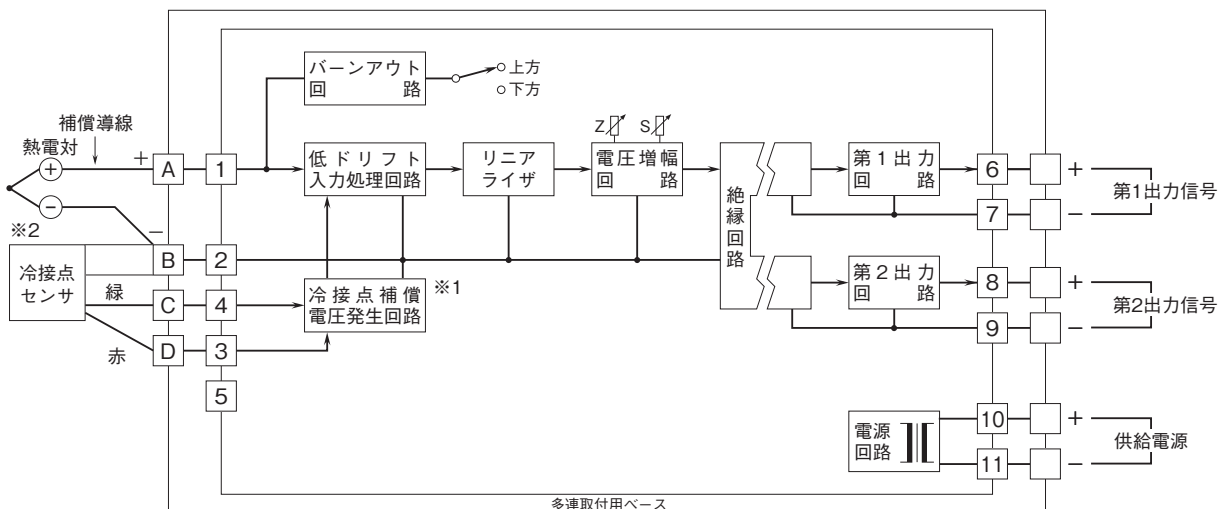 バーンアウト
回路
上方
下方
補償導線
熱電対
+
-
+
-
A
1
低ドリフト
入力処理回路
リニア
ライザ
Z
S
電圧増幅
回路
絶縁回路
第1出力
回路
6
+
7
-
第1出力信号
※2
冷接点
センサ
B
2
緑
C
4
赤
D
3
5
冷接点補償
電圧発生回路
※1
第2出力
回路
8
+
9
-
第2出力信号
電源
回路
10
+
11
-
供給電源
多連取付用ベース